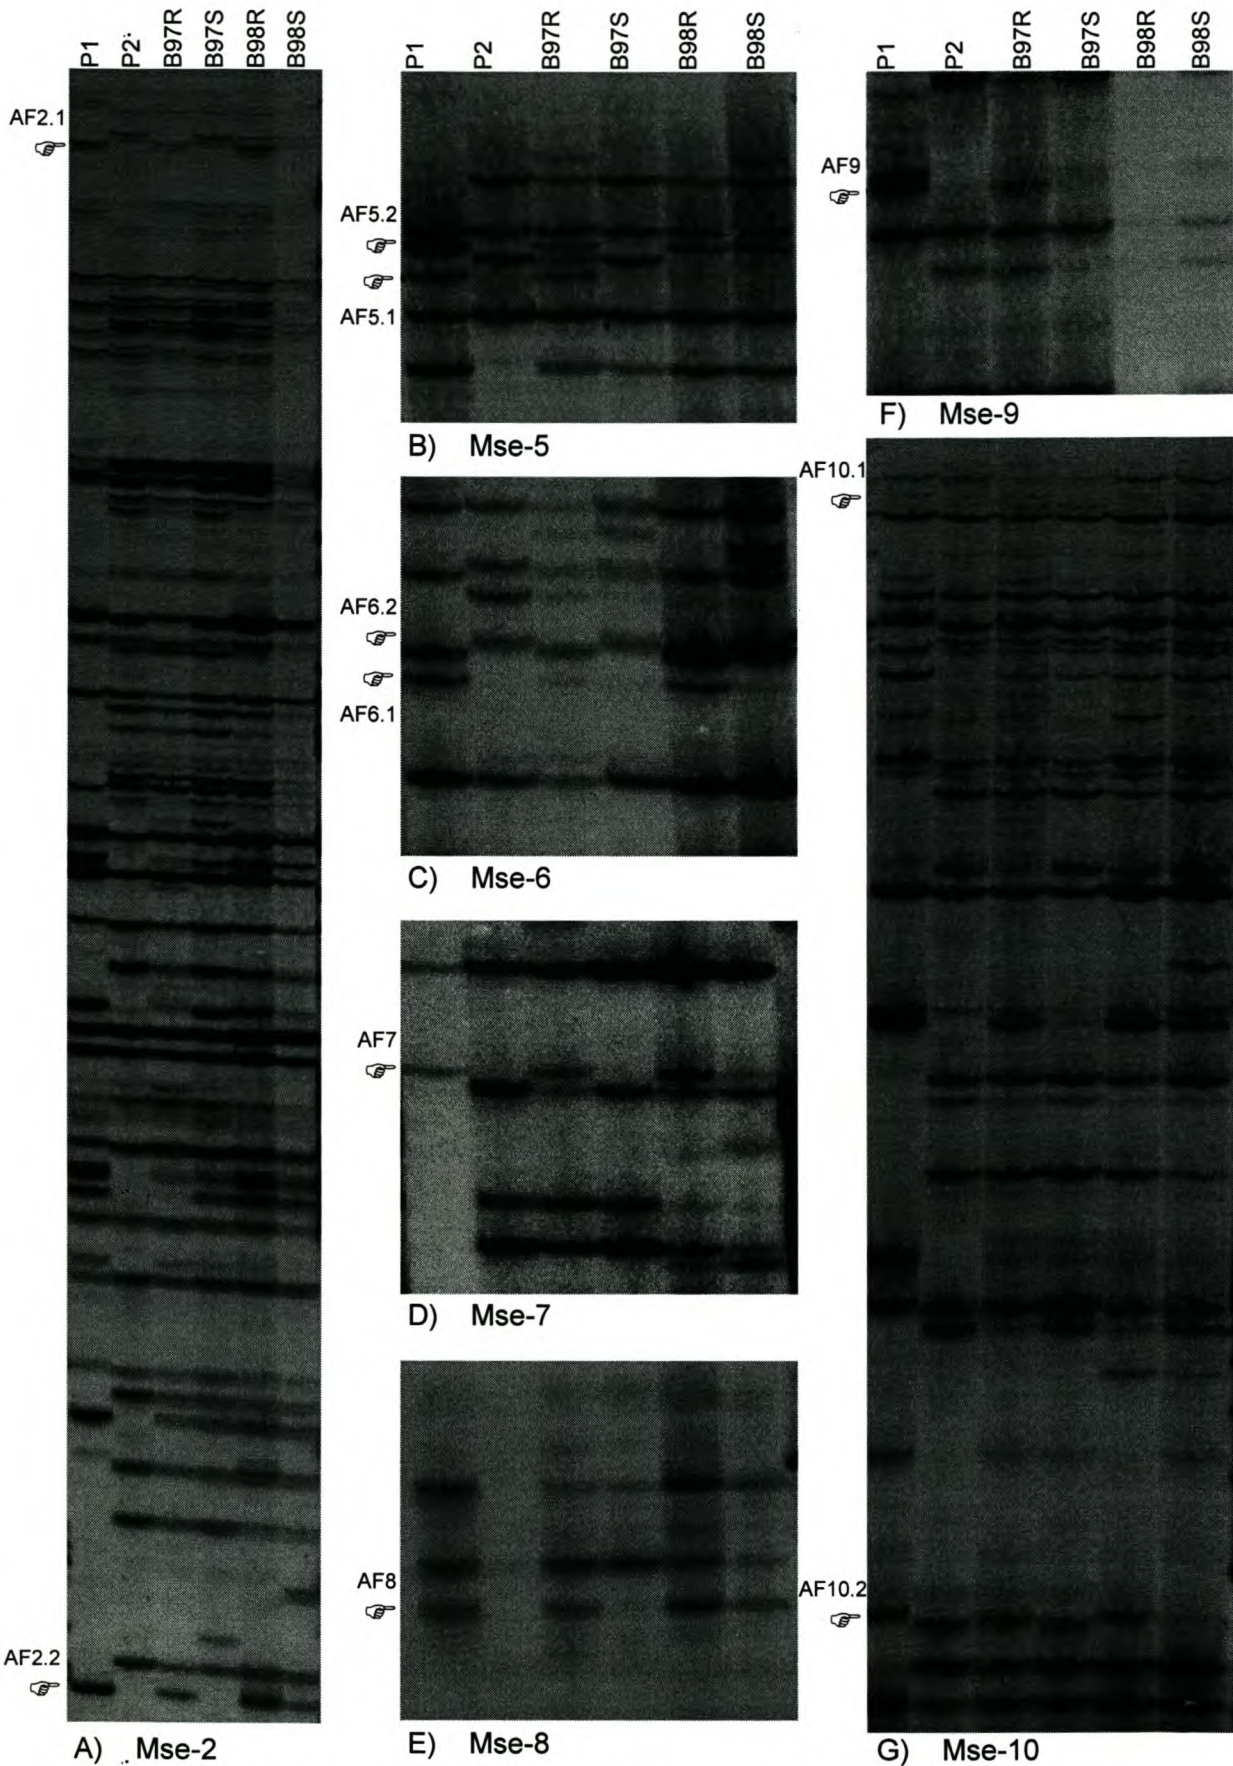 P1 P2 B97R B97S B98R B98S
AF2.1
AF2.2
A) Mse-2
P1 P2 B97R B97S B98R B98S
AF5.2
AF5.1
B) Mse-5
AF6.2
AF6.1
C) Mse-6
AF7
D) Mse-7
AF8
E) Mse-8
P1 P2 B97R B97S B98R B98S
AF9
F) Mse-9
AF10.1
AF10.2
G) Mse-10